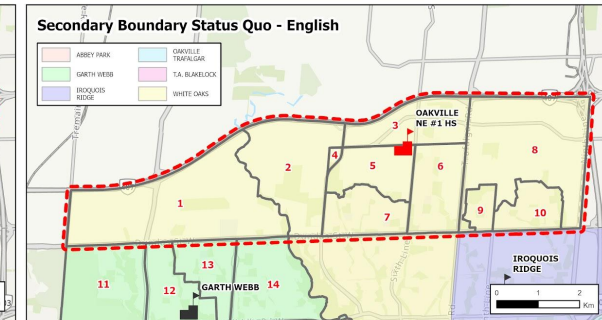 Secondary Boundary Status Quo - English
ABBEY PARK
OAKVILLE
TRAFALGAR
GARTH WEBB
T.A. BLAKELOCK
IROQUOIS
RIDGE
WHITE OAKS
OAKVILLE
NE #1 HS
3
8
2
4
5
6
1
7
9
10
13
11
12
14
GARTH WEBB
IROQUOIS
RIDGE
0 1 2
Km